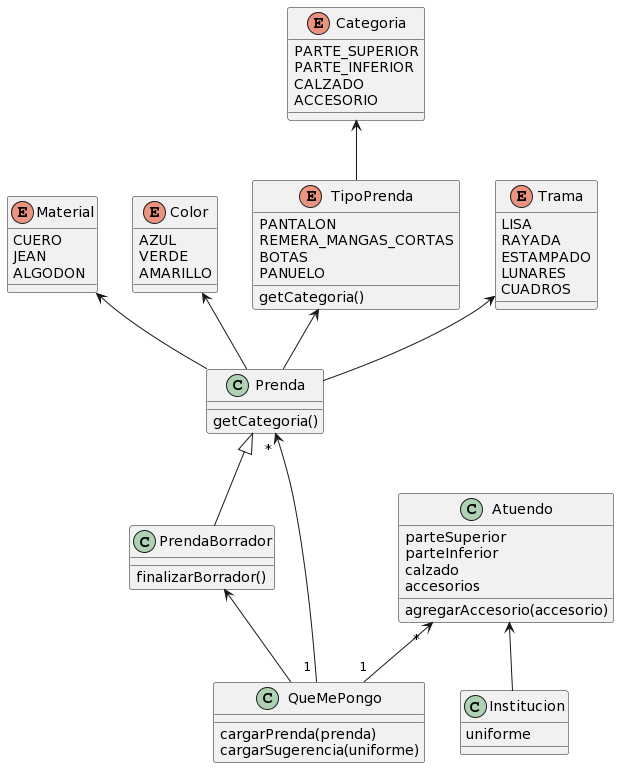 E Categoria
PARTE_SUPERIOR
PARTE_INFERIOR
CALZADO
ACCESORIO
E Material
CUERO
JEAN
ALGODON
E Color
AZUL
VERDE
AMARILLO
E TipoPrenda
PANTALON
REMERA_MANGAS_CORTAS
BOTAS
PANUELO
getCategoria()
E Trama
LISA
RAYADA
ESTAMPADO
LUNARES
CUADROS
C Prenda
getCategoria()
*
C PrendaBorrador
finalizarBorrador()
C Atuendo
parteSuperior
parteInferior
calzado
accesorios
agregarAccesorio(accesorio)
*
1
1
C QueMePongo
cargarPrenda(prenda)
cargarSugerencia(uniforme)
C Institucion
uniforme